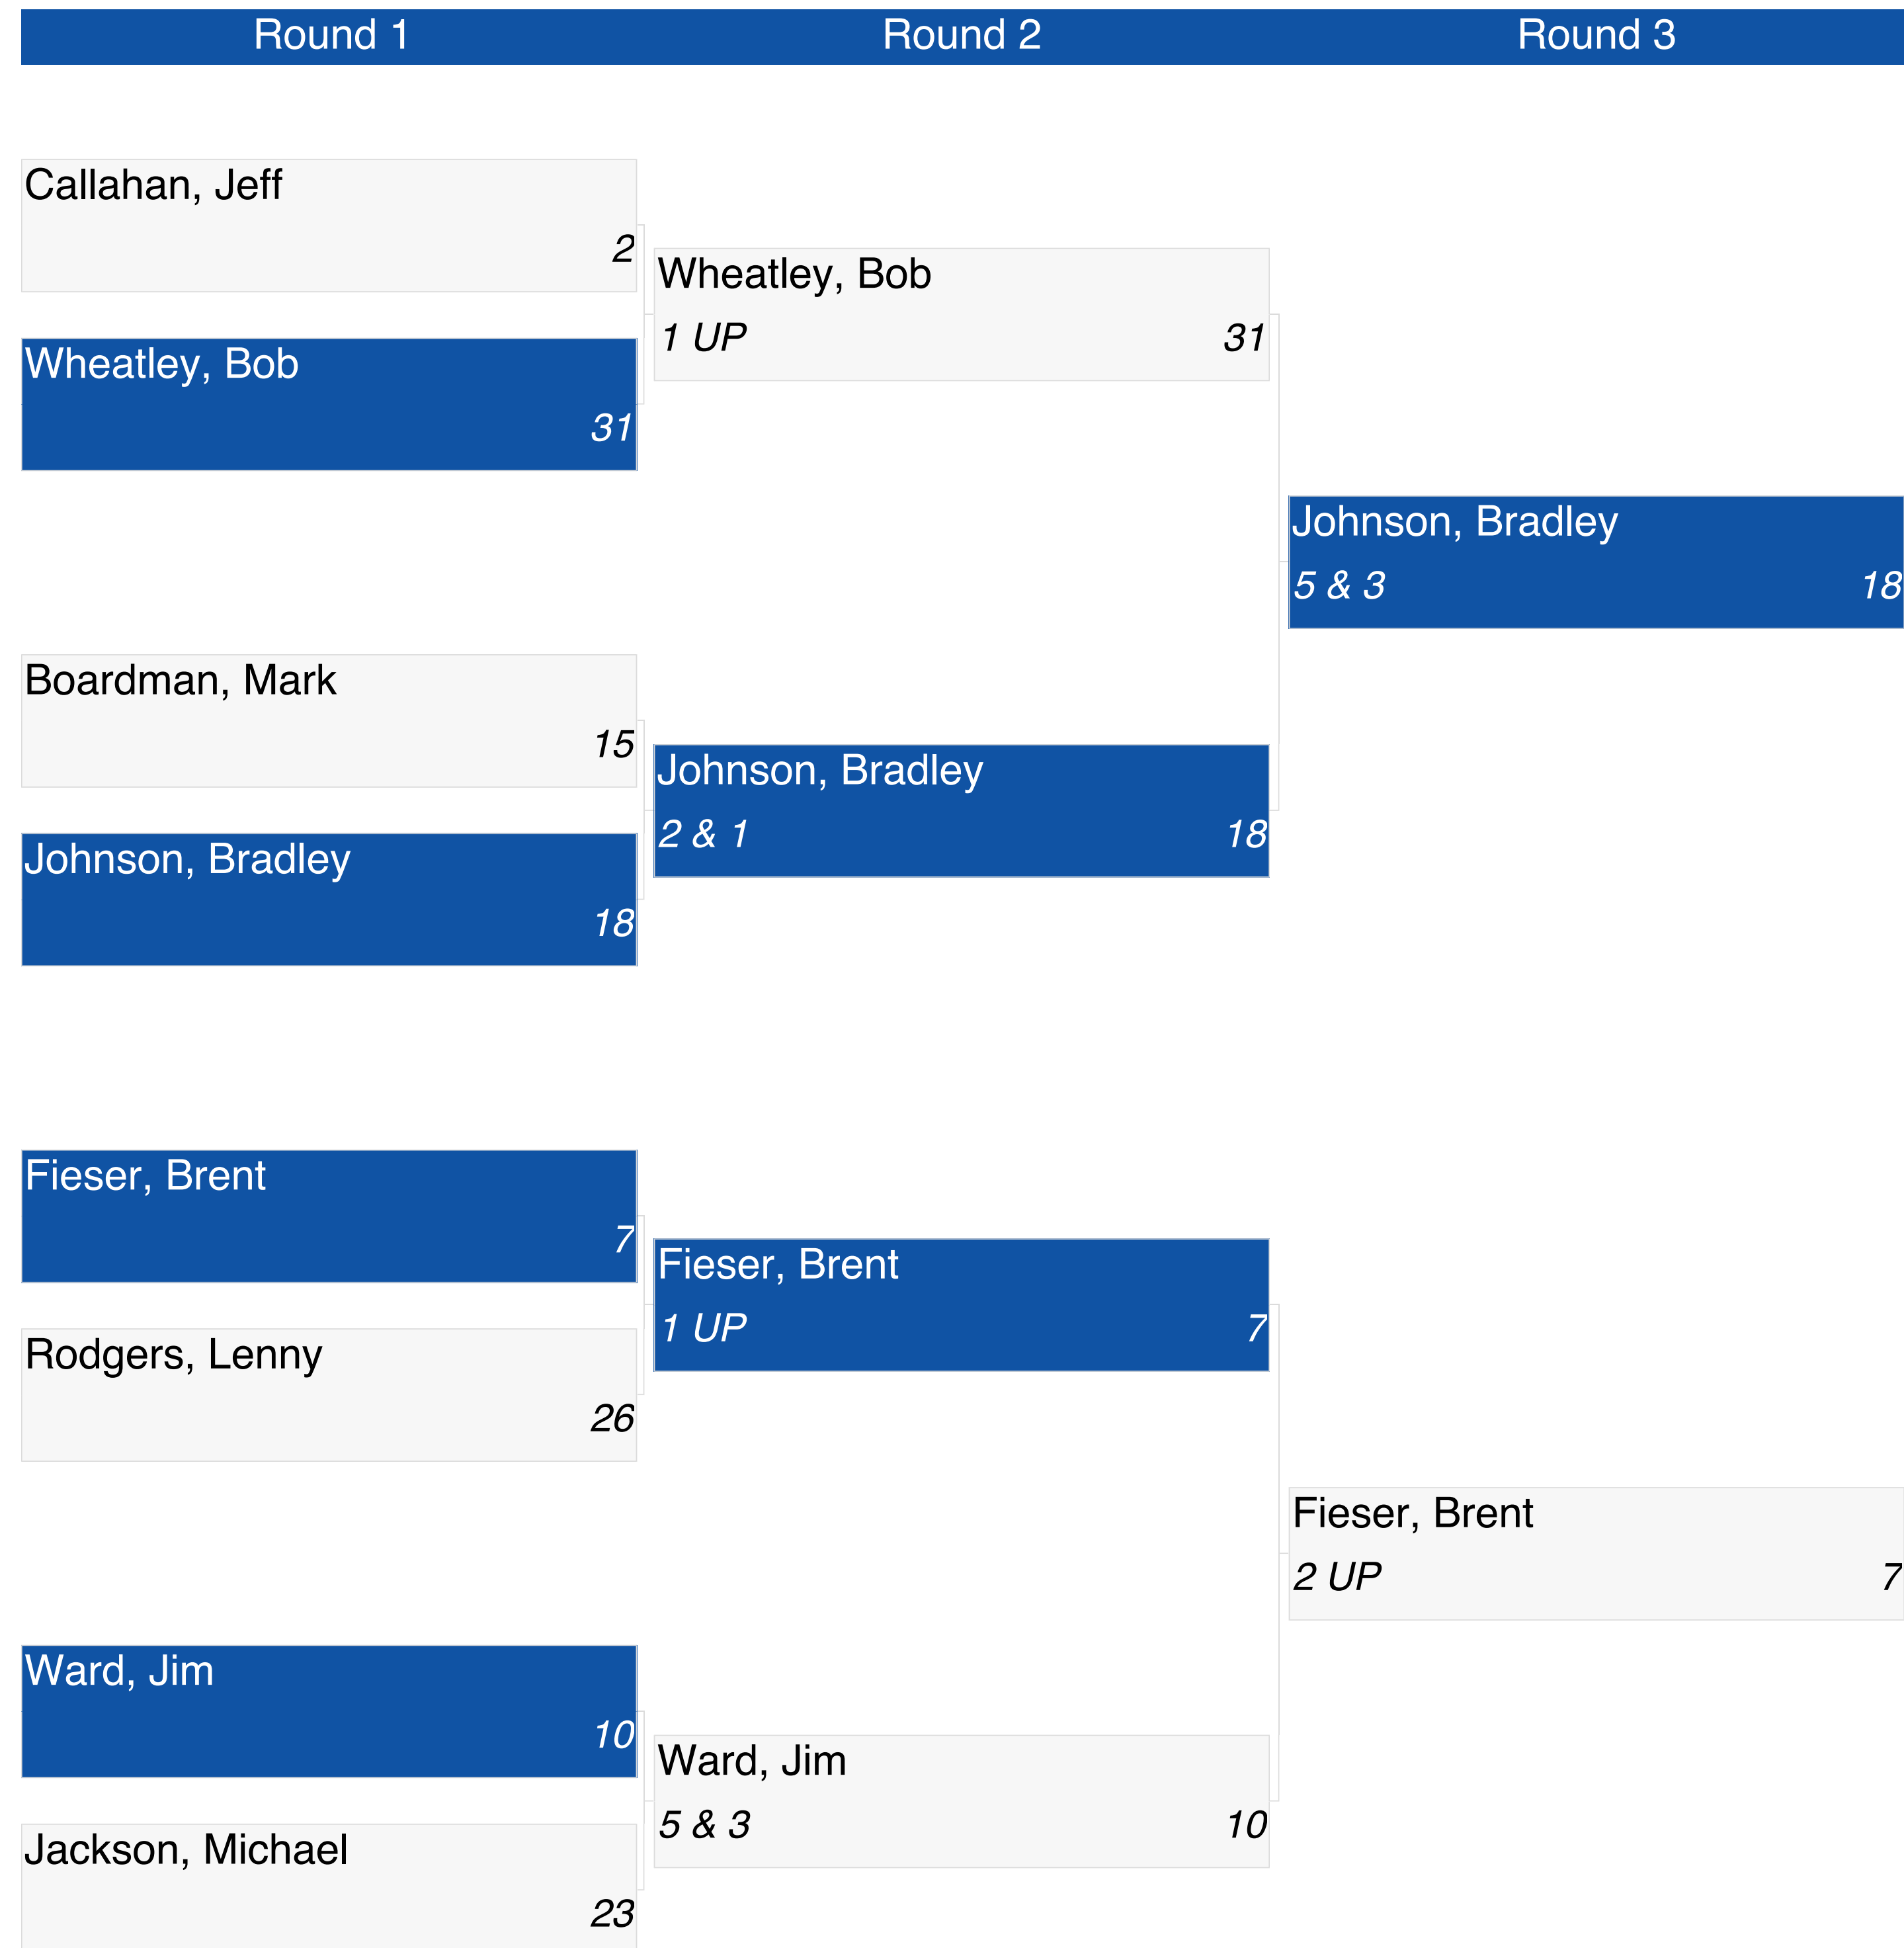 Round 1
Round 2
Round 3
Callahan, Jeff
2
Wheatley, Bob
31
Boardman, Mark
15
Johnson, Bradley
18
Fieser, Brent
7
Rodgers, Lenny
26
Ward, Jim
10
Jackson, Michael
23
Wheatley, Bob
1 UP 31
Johnson, Bradley
2 & 1 18
Fieser, Brent
1 UP 7
Ward, Jim
5 & 3 10
Johnson, Bradley
5 & 3 18
Fieser, Brent
2 UP 7